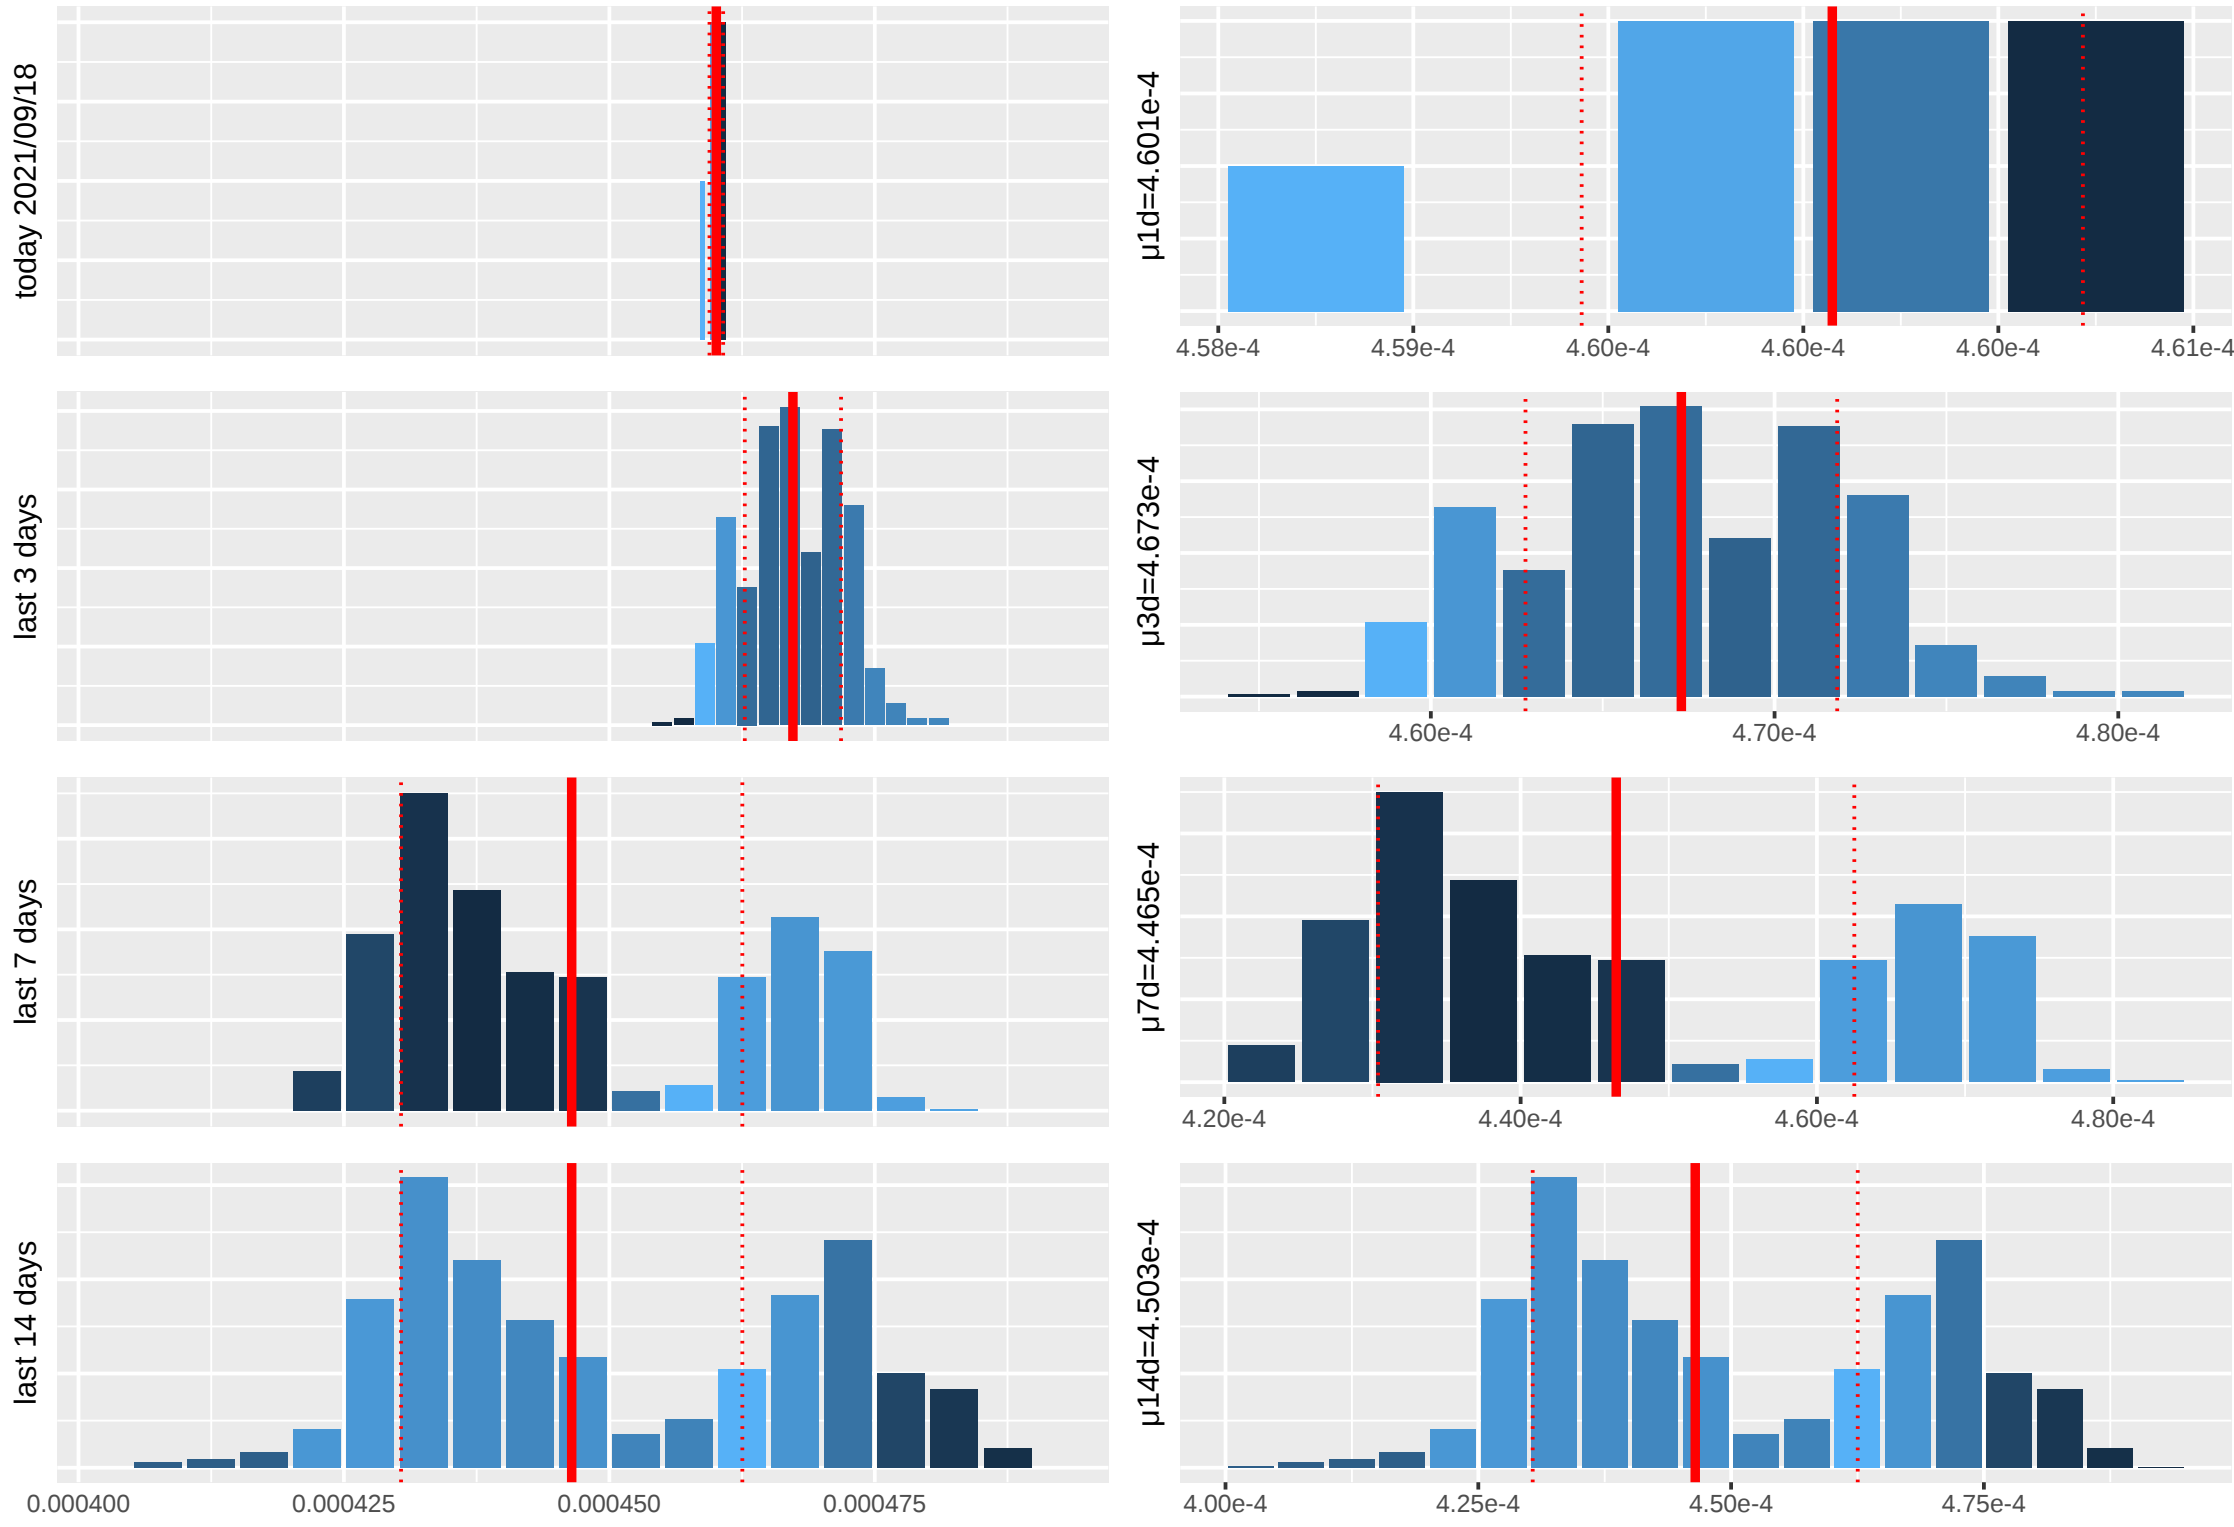 today 2021/09/18
µ1d=4.601e-4
4.58e-4 4.59e-4 4.60e-4 4.60e-4 4.60e-4 4.61e-4
last 3 days
µ3d=4.673e-4
4.60e-4 4.70e-4 4.80e-4
last 7 days
µ7d=4.465e-4
4.20e-4 4.40e-4 4.60e-4 4.80e-4
last 14 days
µ14d=4.503e-4
0.000400 0.000425 0.000450 0.000475
4.00e-4 4.25e-4 4.50e-4 4.75e-4